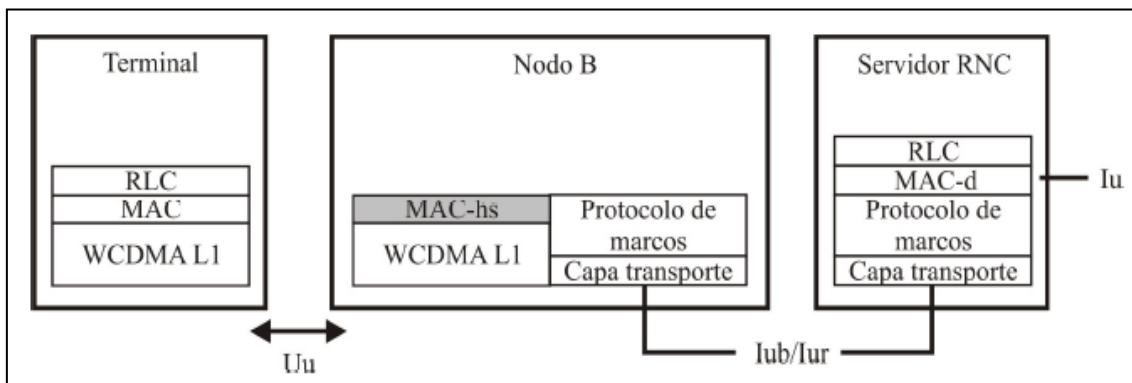 Terminal
RLC
MAC
WCDMA L1
Uu
Nodo B
MAC-hs
WCDMA L1
Protocolo de
marcos
Capa transporte
Iub/Iur
Servidor RNC
RLC
MAC-d
Protocolo de
marcos
Capa transporte
Iu